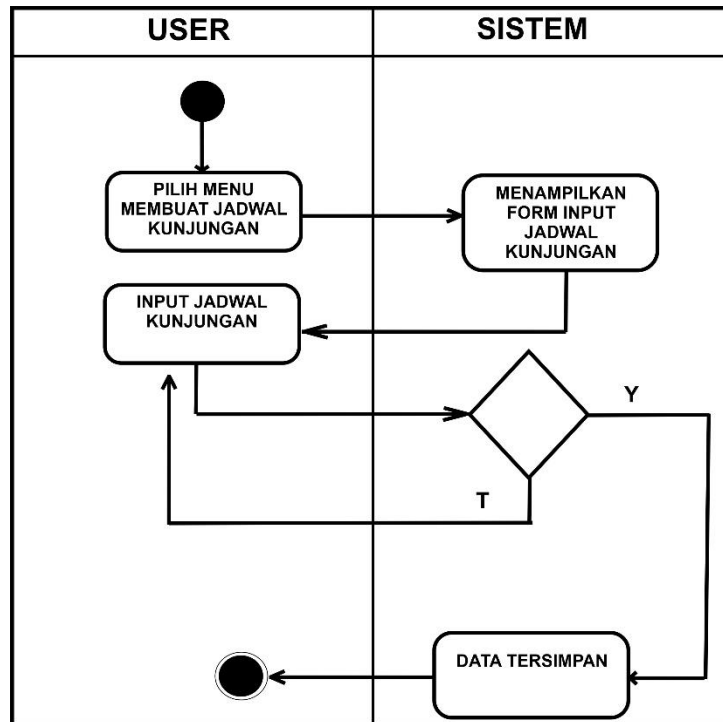 USER
SISTEM
PILIH MENU
MEMBUAT JADWAL
KUNJUNGAN
MENAMPILKAN
FORM INPUT
JADWAL
KUNJUNGAN
INPUT JADWAL
KUNJUNGAN
Y
T
DATA TERSIMPAN